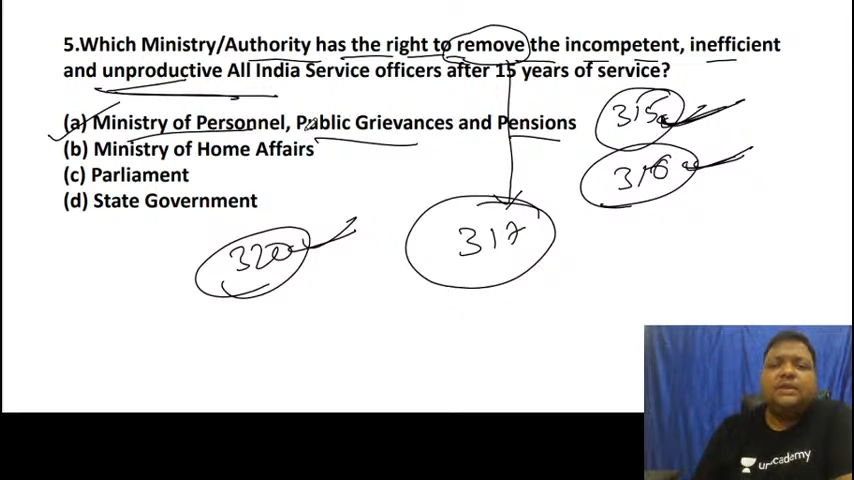 5.Which Ministry/Authority has the right to remove the incompetent, inefficient
and unproductive All India Service officers after 15 years of service?
(a) Ministry of Personnel, Public Grievances and Pensions
(b) Ministry of Home Affairs
(c) Parliament
(d) State Government
315
316
317
320
unacademy